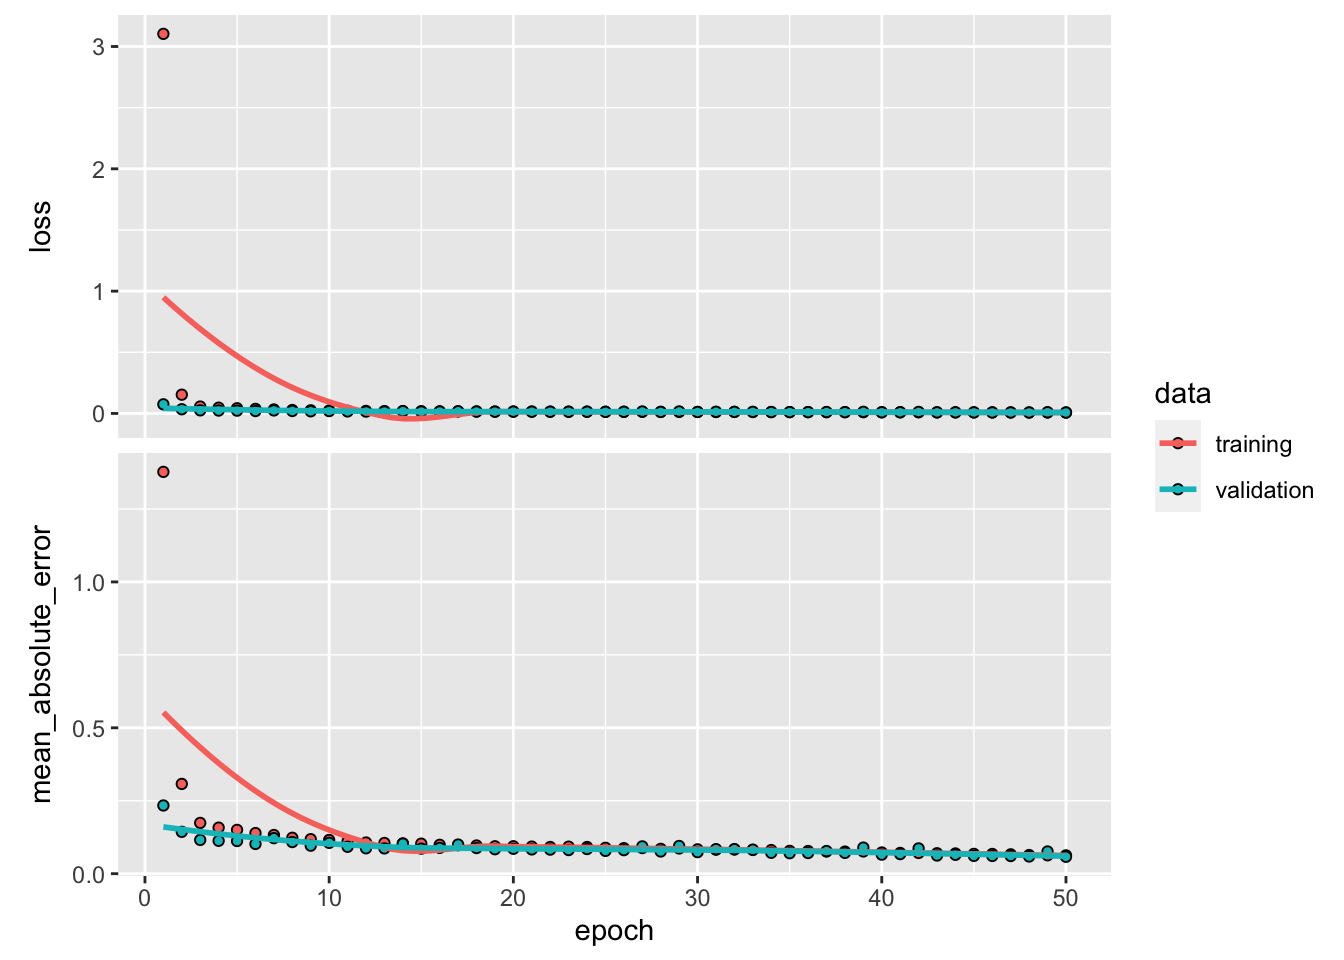 3
2
1
0
loss
1.0
0.5
0.0
mean_absolute_error
0 10 20 30 40 50
epoch
data
training
validation